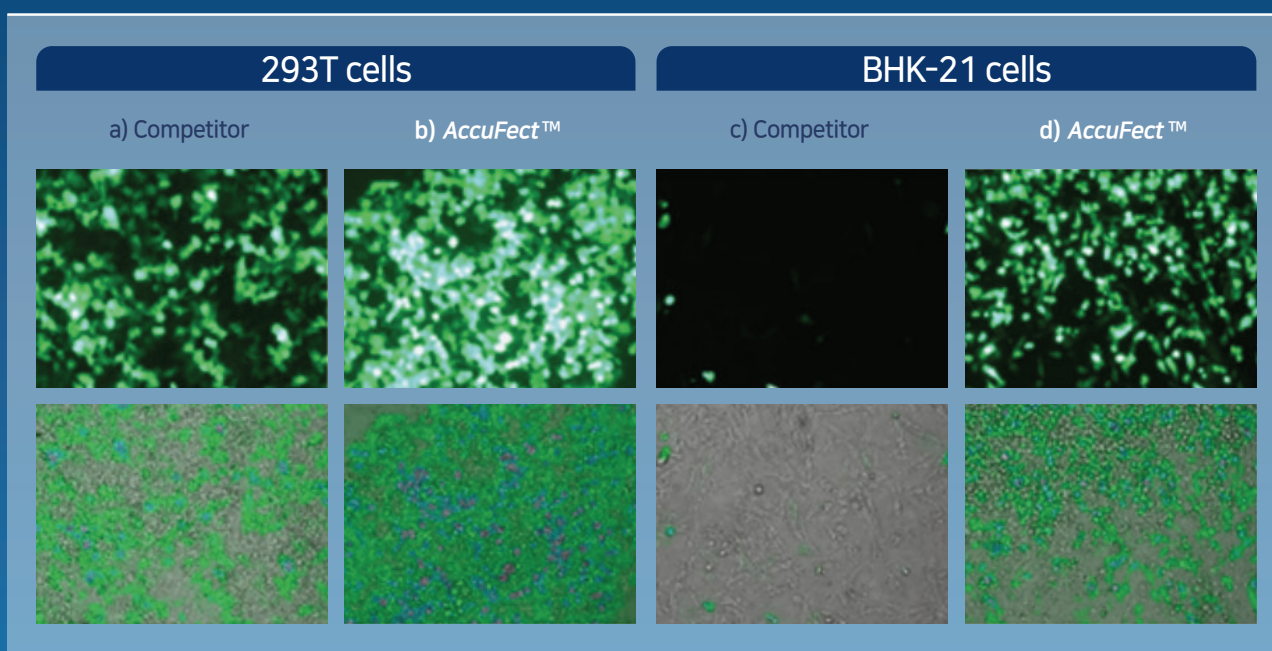 293T cells
BHK-21 cells
a) Competitor
b) AccuFect™
c) Competitor
d) AccuFect™